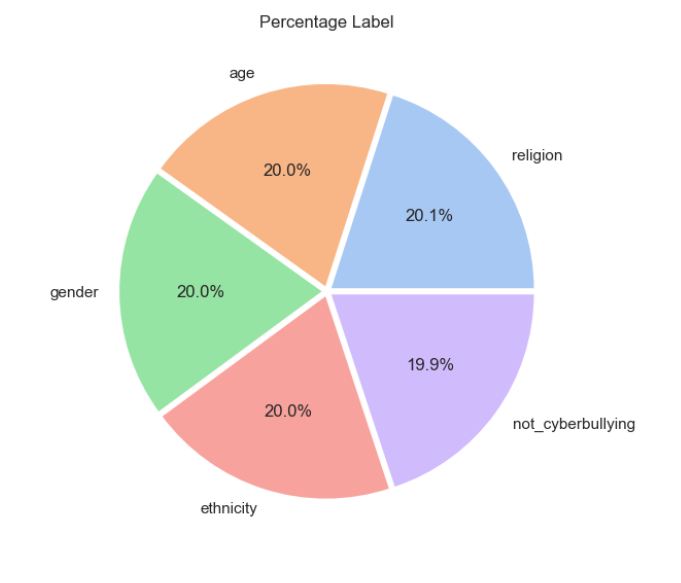 Percentage Label
age
religion
20.0%
20.1%
gender
20.0%
19.9%
20.0%
not_cyberbullying
ethnicity